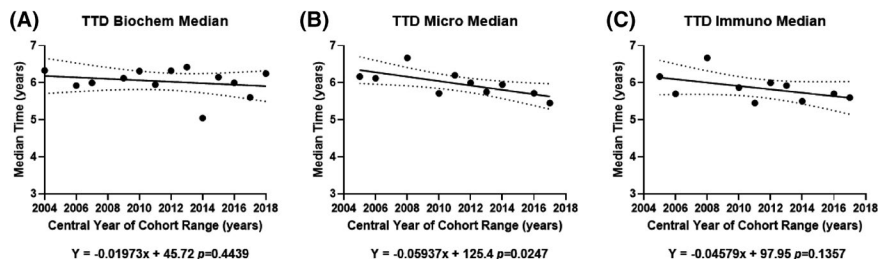 (A) TTD Biochem Median
7
6
5
4
3
Median Time (years)
2004 2006 2008 2010 2012 2014 2016 2018
Central Year of Cohort Range (years)
Y = -0.01973x + 45.72 p=0.4439
(B) TTD Micro Median
7
6
5
4
3
Median Time (years)
2004 2006 2008 2010 2012 2014 2016 2018
Central Year of Cohort Range (years)
Y = -0.05937x + 125.4 p=0.0247
(C) TTD Immuno Median
7
6
5
4
3
Median Time (years)
2004 2006 2008 2010 2012 2014 2016 2018
Central Year of Cohort Range (years)
Y = -0.04579x + 97.95 p=0.1357